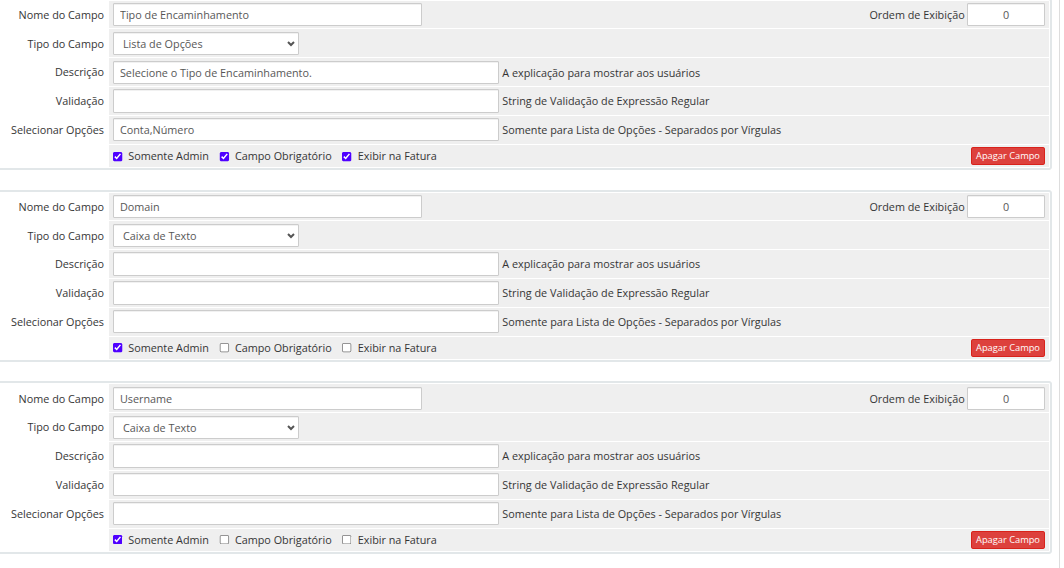 Nome do Campo Tipo de Encaminhamento Ordem de Exibição 0
Tipo do Campo Lista de Opções
Descrição Selecione o Tipo de Encaminhamento. A explicação para mostrar aos usuários
Validação String de Validação de Expressão Regular
Selecionar Opções Conta,Número Somente para Lista de Opções - Separados por Vírgulas
Somente Admin Campo Obrigatório Exibir na Fatura Apagar Campo
Nome do Campo Domain Ordem de Exibição 0
Tipo do Campo Caixa de Texto
Descrição A explicação para mostrar aos usuários
Validação String de Validação de Expressão Regular
Selecionar Opções Somente para Lista de Opções - Separados por Vírgulas
Somente Admin Campo Obrigatório Exibir na Fatura Apagar Campo
Nome do Campo Username Ordem de Exibição 0
Tipo do Campo Caixa de Texto
Descrição A explicação para mostrar aos usuários
Validação String de Validação de Expressão Regular
Selecionar Opções Somente para Lista de Opções - Separados por Vírgulas
Somente Admin Campo Obrigatório Exibir na Fatura Apagar Campo